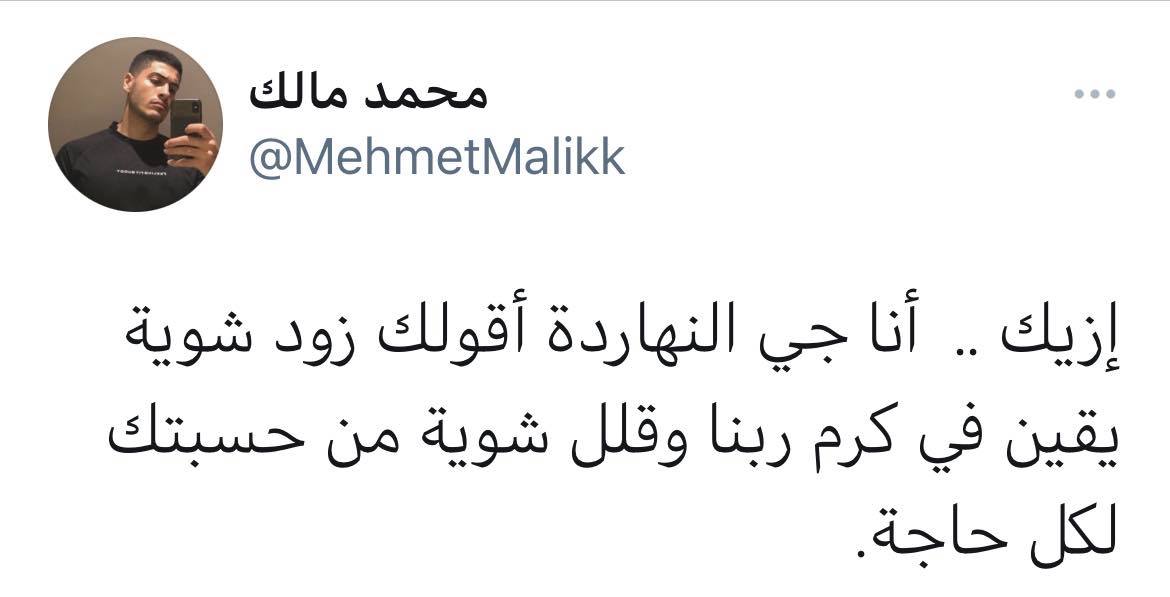 محمد مالك
@MehmetMalikk
إزيك .. أنا جي النهاردة أقولك زود شوية
يقين في كرم ربنا وقلل شوية من حسبتك
لكل حاجة.